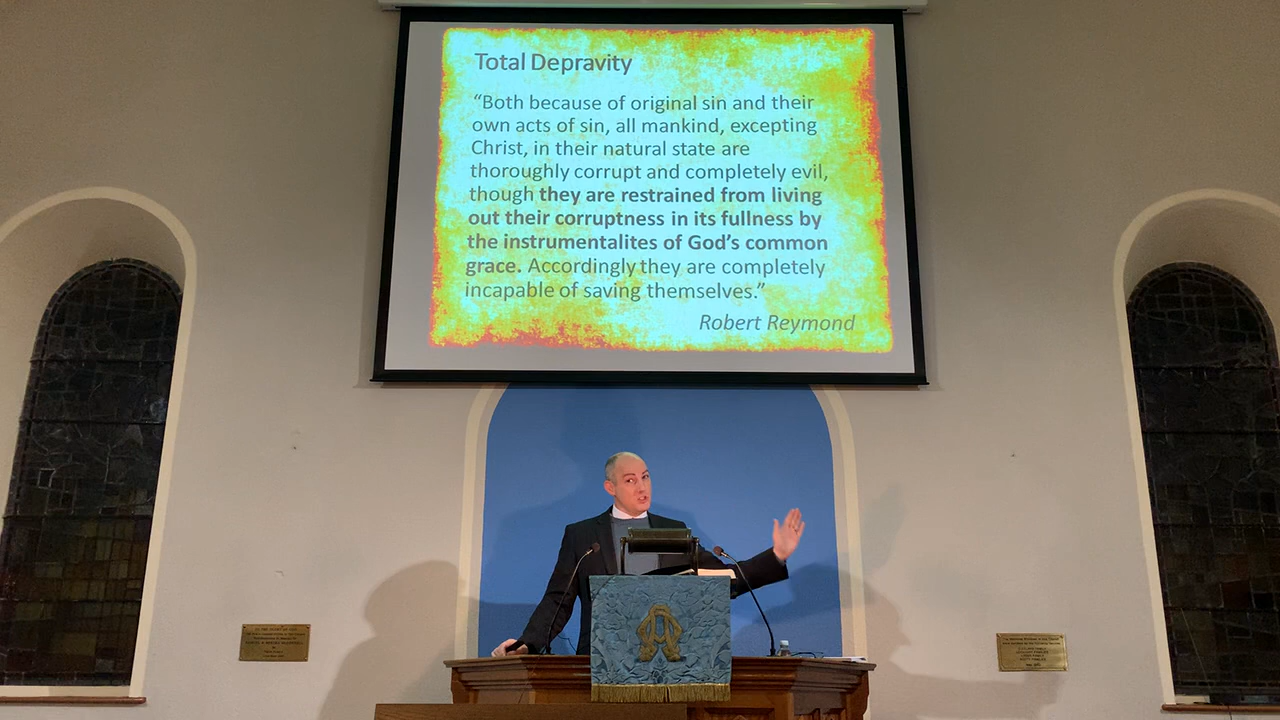 Total Depravity
“Both because of original sin and their
own acts of sin, all mankind, excepting
Christ, in their natural state are
thoroughly corrupt and completely evil,
though they are restrained from living
out their corruptness in its fullness by
the instrumentalites of God’s common
grace. Accordingly they are completely
incapable of saving themselves.”
Robert Reymond